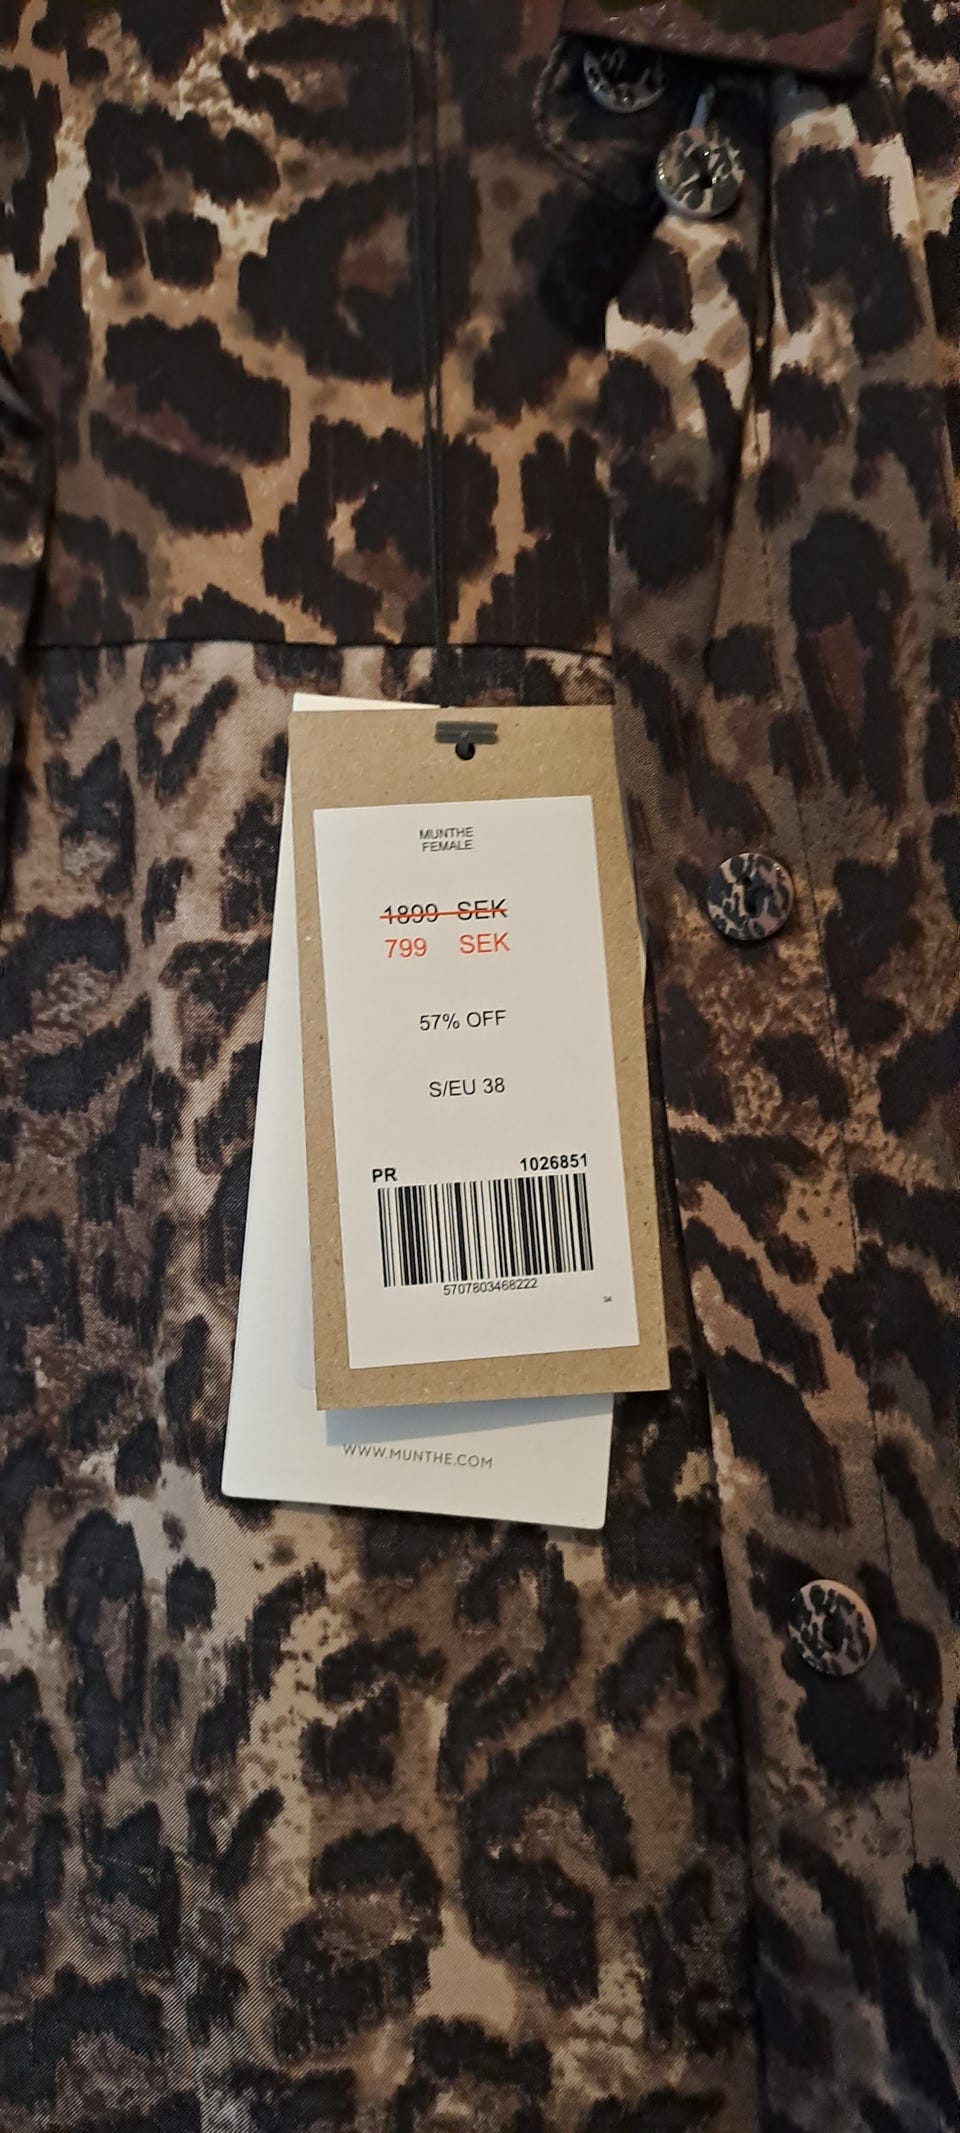 MUNTHE
FEMALE
1899 SEK
799 SEK
57% OFF
S/EU 38
PR 1026851
5707803468222
34
WWW.MUNTHE.COM